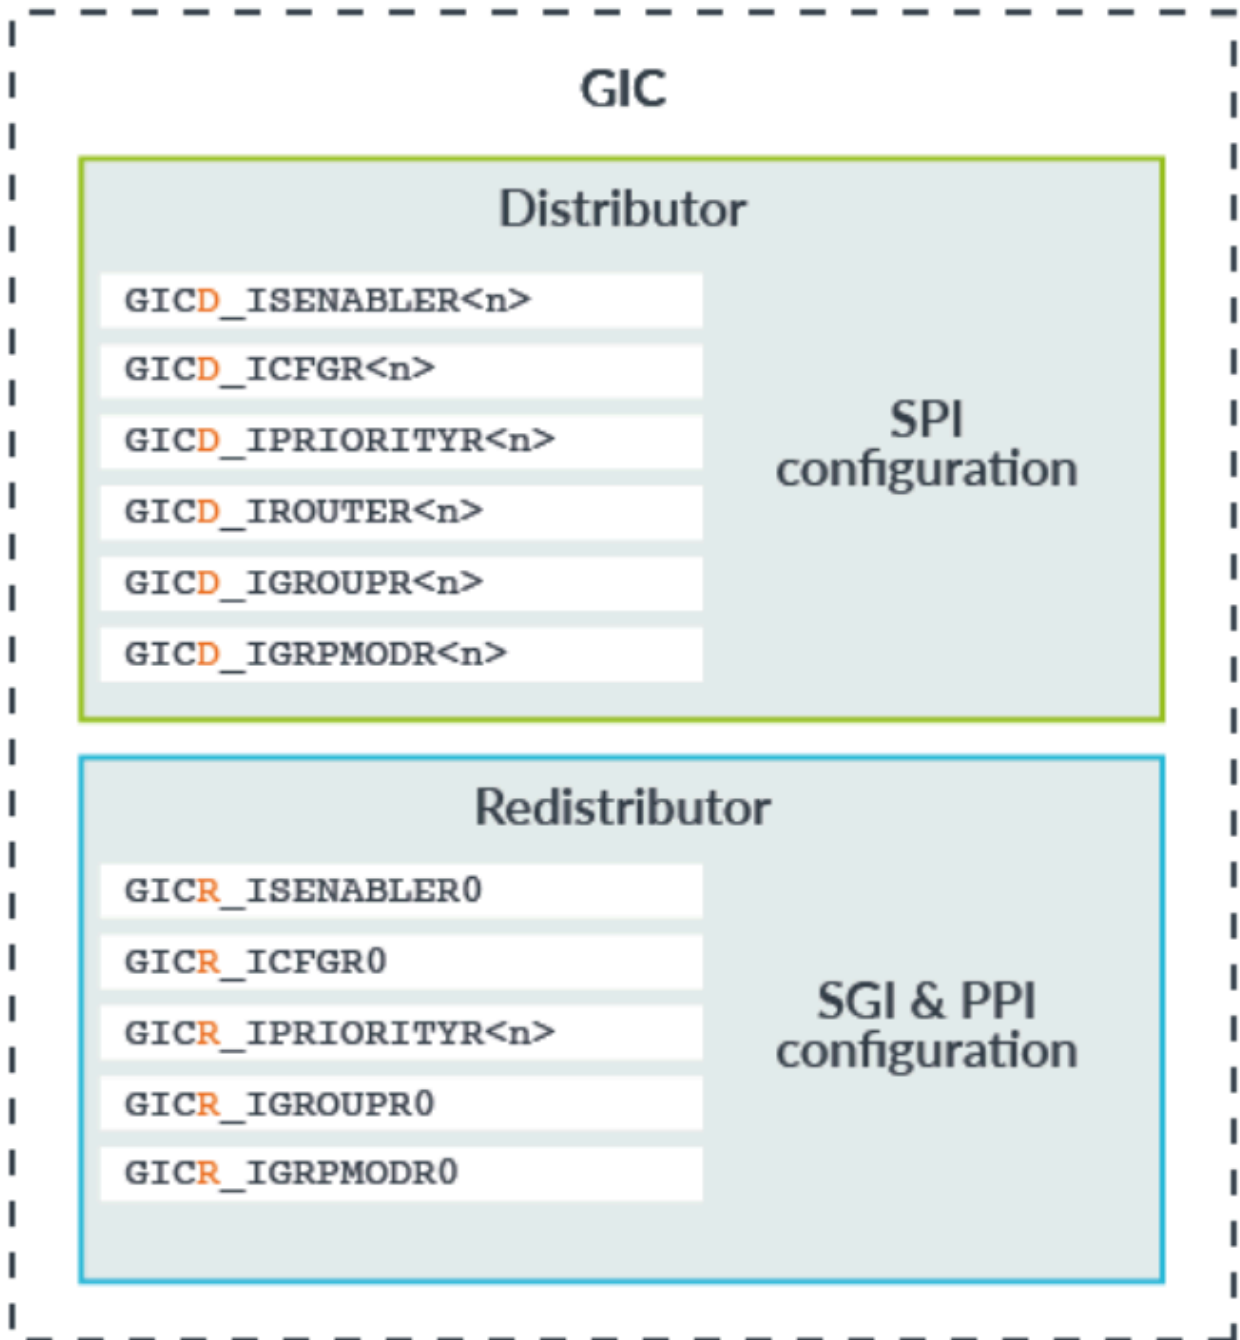 GIC
Distributor
GICD_ISENABLER<n>
GICD_ICFGR<n>
GICD_IPRIORITYR<n>
GICD_IROUTER<n>
GICD_IGROUPR<n>
GICD_IGRPMODR<n>
SPI
configuration
Redistributor
GICR_ISENABLER0
GICR_ICFGR0
GICR_IPRIORITYR<n>
GICR_IGROUPR0
GICR_IGRPMODR0
SGI & PPI
configuration